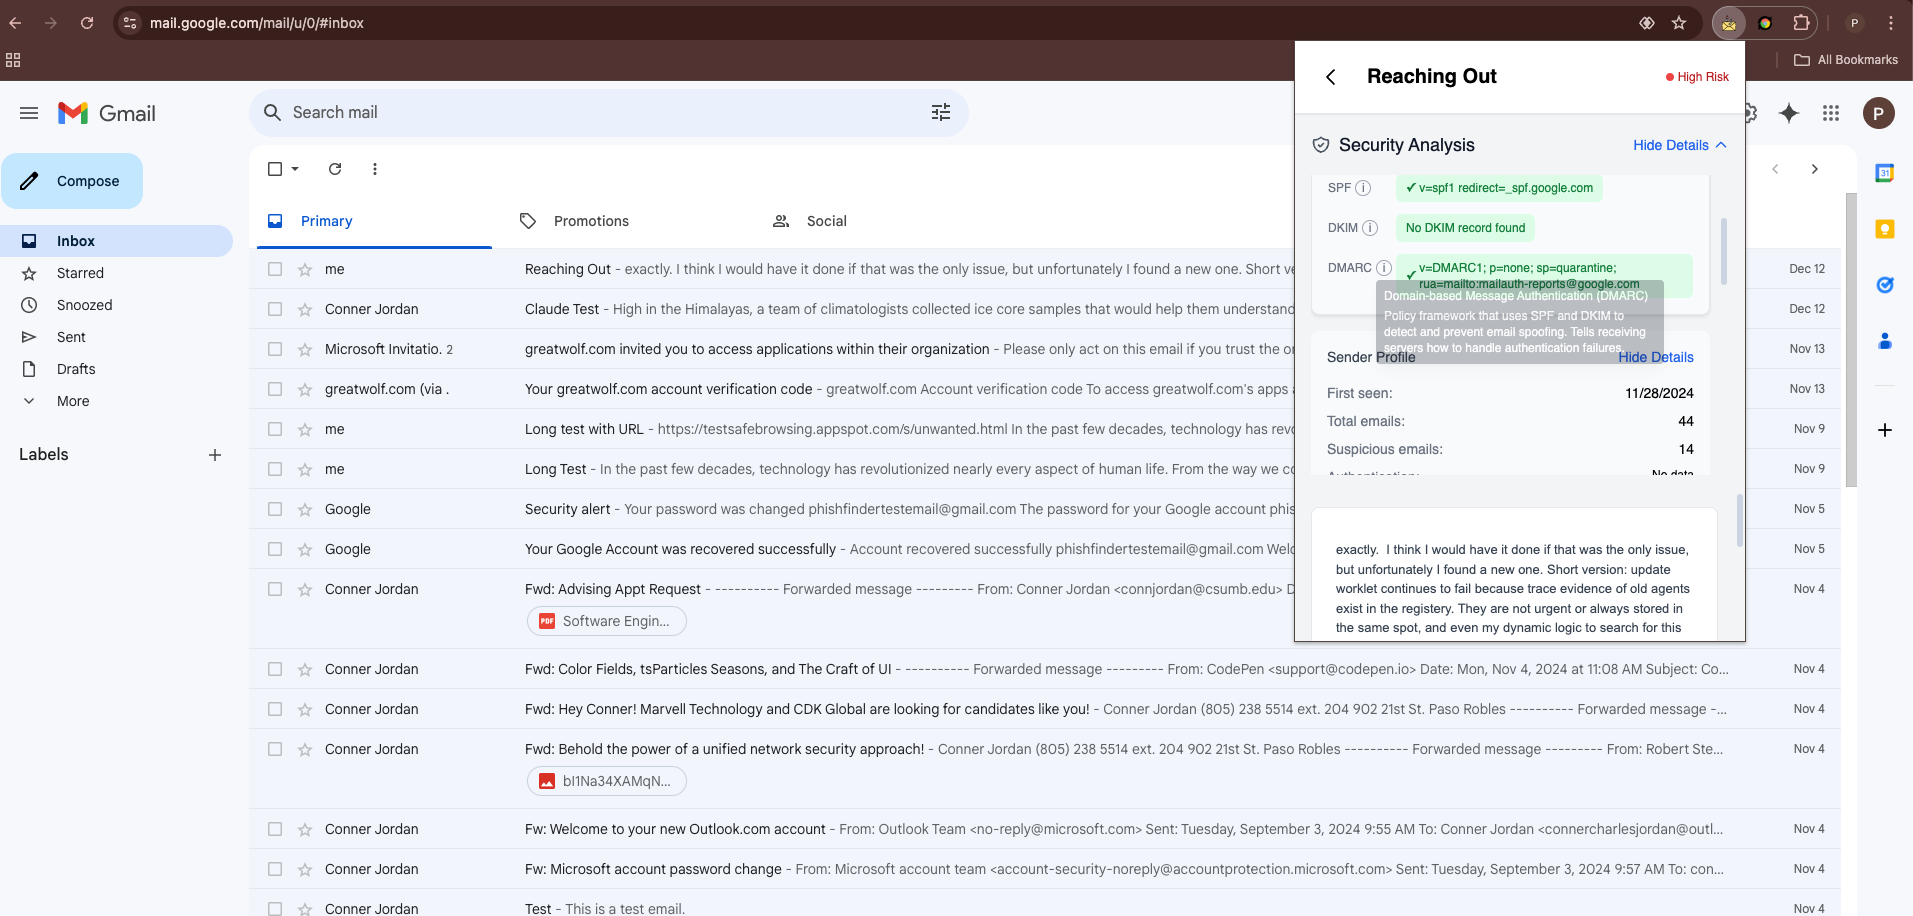 mail.google.com/mail/u/0/#inbox
P
All Bookmarks
Gmail
Search mail
P
Compose
Inbox
Starred
Snoozed
Sent
Drafts
More
Labels
Primary
Promotions
Social
me Reaching Out - exactly. I think I would have it done if that was the only issue, but unfortunately I found a new one. Short ve Dec 12
Conner Jordan Claude Test - High in the Himalayas, a team of climatologists collected ice core samples that would help them understand Dec 12
Microsoft Invitatio. 2 greatwolf.com invited you to access applications within their organization - Please only act on this email if you trust the or Nov 13
greatwolf.com (via . Your greatwolf.com account verification code - greatwolf.com Account verification code To access greatwolf.com's apps Nov 13
me Long test with URL - https://testsafebrowsing.appspot.com/s/unwanted.html In the past few decades, technology has revo Nov 9
me Long Test - In the past few decades, technology has revolutionized nearly every aspect of human life. From the way we co Nov 9
Google Security alert - Your password was changed phishfindertestemail@gmail.com The password for your Google account phis Nov 5
Google Your Google Account was recovered successfully - Account recovered successfully phishfindertestemail@gmail.com Welc Nov 5
Conner Jordan Fwd: Advising Appt Request - ---------- Forwarded message --------- From: Conner Jordan <connjordan@csumb.edu> D Nov 4
PDF Software Engin...
Conner Jordan Fwd: Color Fields, tsParticles Seasons, and The Craft of UI - ---------- Forwarded message --------- From: CodePen <support@codepen.io> Date: Mon, Nov 4, 2024 at 11:08 AM Subject: Co... Nov 4
Conner Jordan Fwd: Hey Conner! Marvell Technology and CDK Global are looking for candidates like you! - Conner Jordan (805) 238 5514 ext. 204 902 21st St. Paso Robles ---------- Forwarded message -... Nov 4
Conner Jordan Fwd: Behold the power of a unified network security approach! - Conner Jordan (805) 238 5514 ext. 204 902 21st St. Paso Robles ---------- Forwarded message --------- From: Robert Ste... Nov 4
bI1Na34XAMqN...
Conner Jordan Fw: Welcome to your new Outlook.com account - From: Outlook Team <no-reply@microsoft.com> Sent: Tuesday, September 3, 2024 9:55 AM To: Conner Jordan <connercharlesjordan@outl... Nov 4
Conner Jordan Fw: Microsoft account password change - From: Microsoft account team <account-security-noreply@accountprotection.microsoft.com> Sent: Tuesday, September 3, 2024 9:57 AM To: con... Nov 4
Conner Jordan Test - This is a test email. Nov 4
Reaching Out
High Risk
Security Analysis
Hide Details
SPF i ✓ v=spf1 redirect=_spf.google.com
DKIM i No DKIM record found
DMARC i ✓ v=DMARC1; p=none; sp=quarantine;
rua=mailto:mailauth-reports@google.com
Domain-based Message Authentication (DMARC)
Policy framework that uses SPF and DKIM to
detect and prevent email spoofing. Tells receiving
servers how to handle authentication failures.
Sender Profile Hide Details
First seen: 11/28/2024
Total emails: 44
Suspicious emails: 14
Authentication: No data
exactly. I think I would have it done if that was the only issue,
but unfortunately I found a new one. Short version: update
worklet continues to fail because trace evidence of old agents
exist in the registery. They are not urgent or always stored in
the same spot, and even my dynamic logic to search for this
31